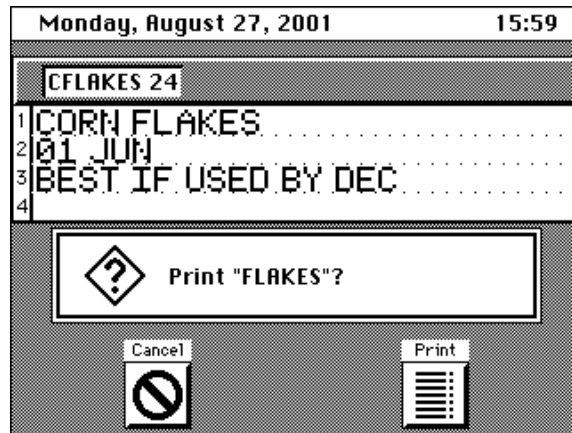 Monday, August 27, 2001 15:59
CFLAKES 24
1 CORN FLAKES
2 01 JUN
3 BEST IF USED BY DEC
4
Print "FLAKES"?
Cancel Print